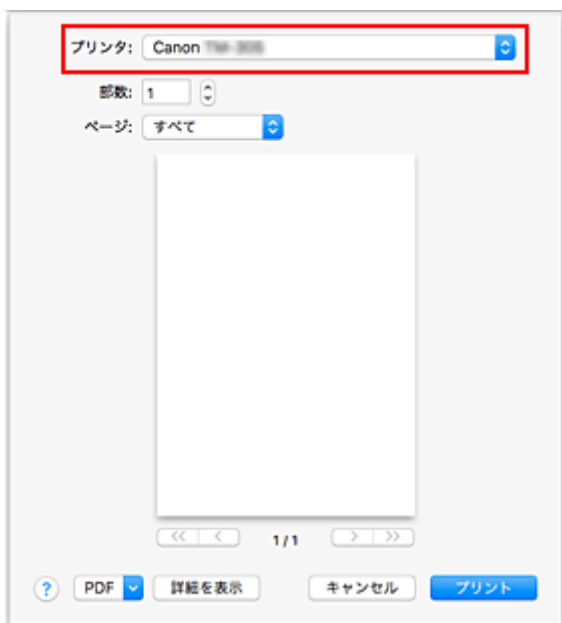 プリンタ: Canon
部数: 1
ページ: すべて
<< < 1/1 > >>
? PDF 詳細を表示 キャンセル プリント